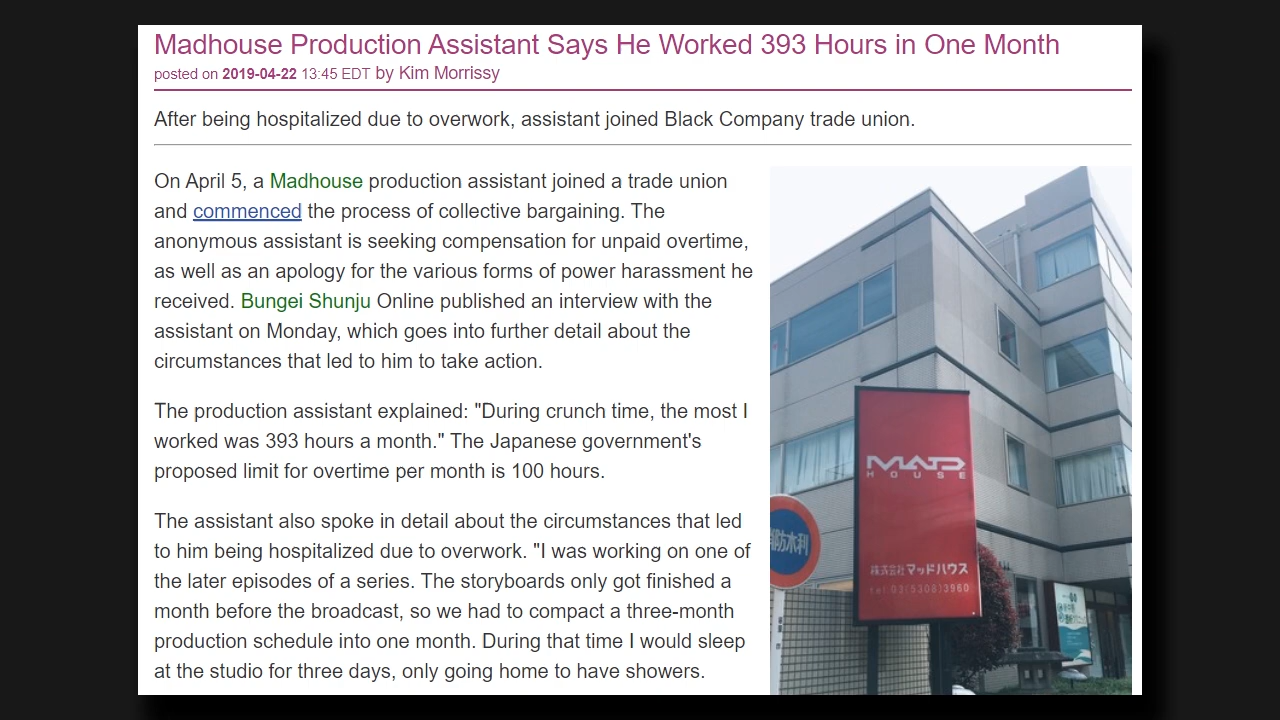 Madhouse Production Assistant Says He Worked 393 Hours in One Month
posted on 2019-04-22 13:45 EDT by Kim Morrissy
After being hospitalized due to overwork, assistant joined Black Company trade union.
On April 5, a Madhouse production assistant joined a trade union
and commenced the process of collective bargaining. The
anonymous assistant is seeking compensation for unpaid overtime,
as well as an apology for the various forms of power harassment he
received. Bungei Shunju Online published an interview with the
assistant on Monday, which goes into further detail about the
circumstances that led to him to take action.
The production assistant explained: "During crunch time, the most I
worked was 393 hours a month." The Japanese government's
proposed limit for overtime per month is 100 hours.
The assistant also spoke in detail about the circumstances that led
to him being hospitalized due to overwork. "I was working on one of
the later episodes of a series. The storyboards only got finished a
month before the broadcast, so we had to compact a three-month
production schedule into one month. During that time I would sleep
at the studio for three days, only going home to have showers.
MAD
HOUSE
株式会社マッドハウス
tel.03(5308)3960
消防水利